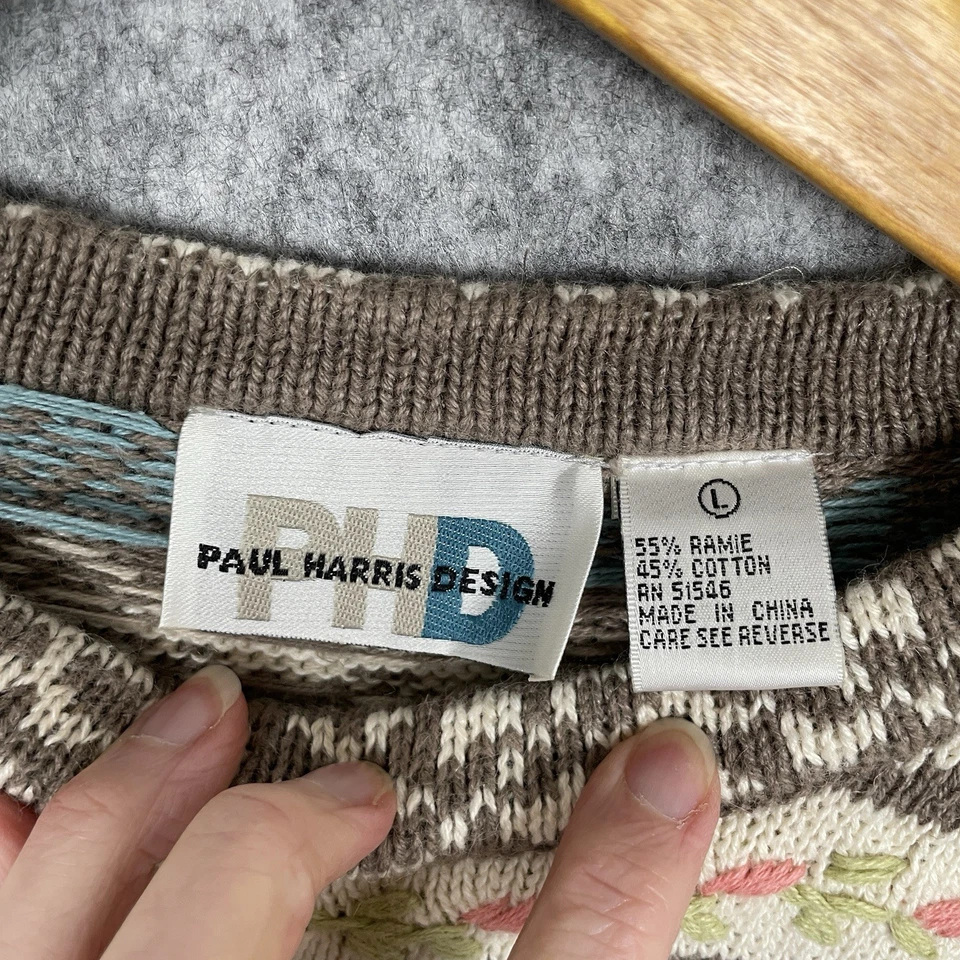 PHD
PAUL HARRIS DESIGN
L
55% RAMIE
45% COTTON
RN 51546
MADE IN CHINA
CARE SEE REVERSE